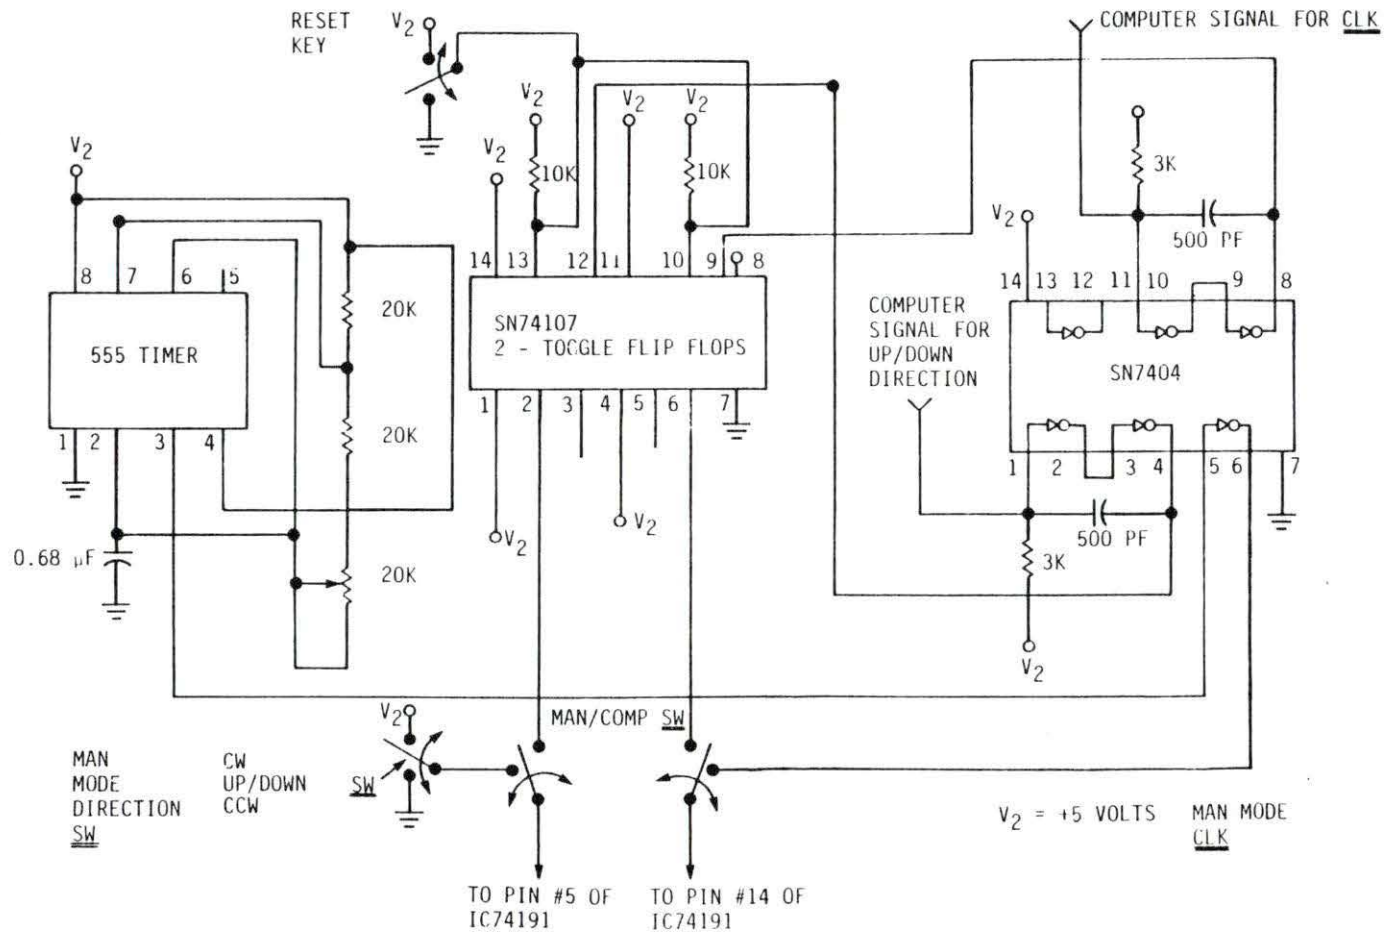 RESET
KEY
V2
COMPUTER SIGNAL FOR CLK
V2
V2
V2
V2
V2
10K
10K
3K
V2
500 PF
8 7 6 5
14 13 12 11 10 9 8
14 13 12 11 10 9 8
20K
555 TIMER
SN74107
2 - TOGGLE FLIP FLOPS
COMPUTER
SIGNAL FOR
UP/DOWN
DIRECTION
SN7404
1 2 3 4
20K
1 2 3 4 5 6 7
1 2 3 4 5 6 7
V2
V2
500 PF
0.68 µF
20K
3K
V2
MAN/COMP SW
V2
MAN
MODE
DIRECTION
SW
CW
UP/DOWN
CCW
SW
V2 = +5 VOLTS
MAN MODE
CLK
TO PIN #5 OF
IC74191
TO PIN #14 OF
IC74191